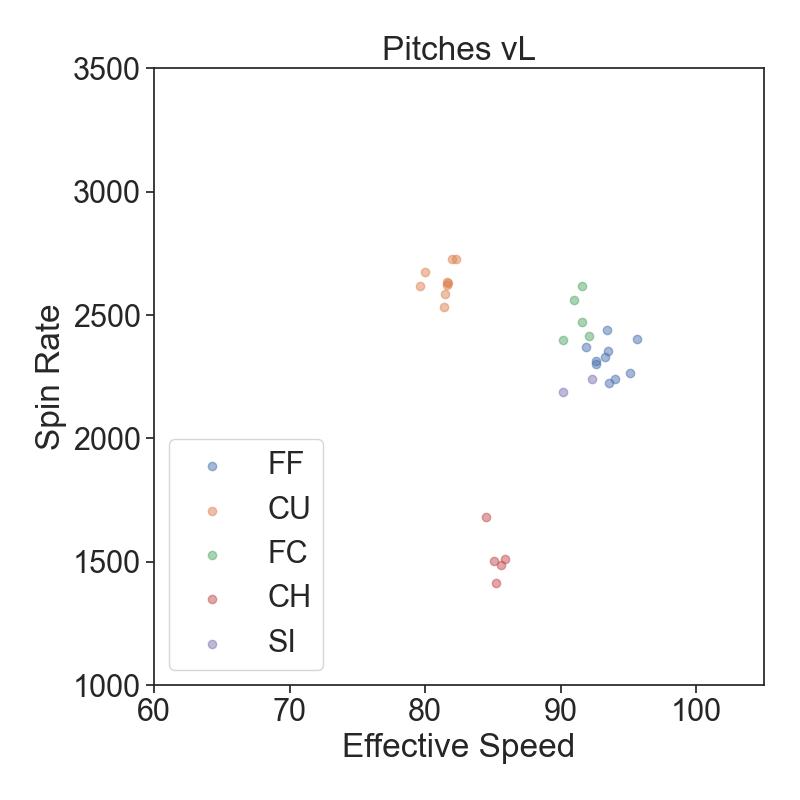 Pitches vL
3500
3000
2500
2000
1500
1000
Spin Rate
FF
CU
FC
CH
SI
60 70 80 90 100
Effective Speed